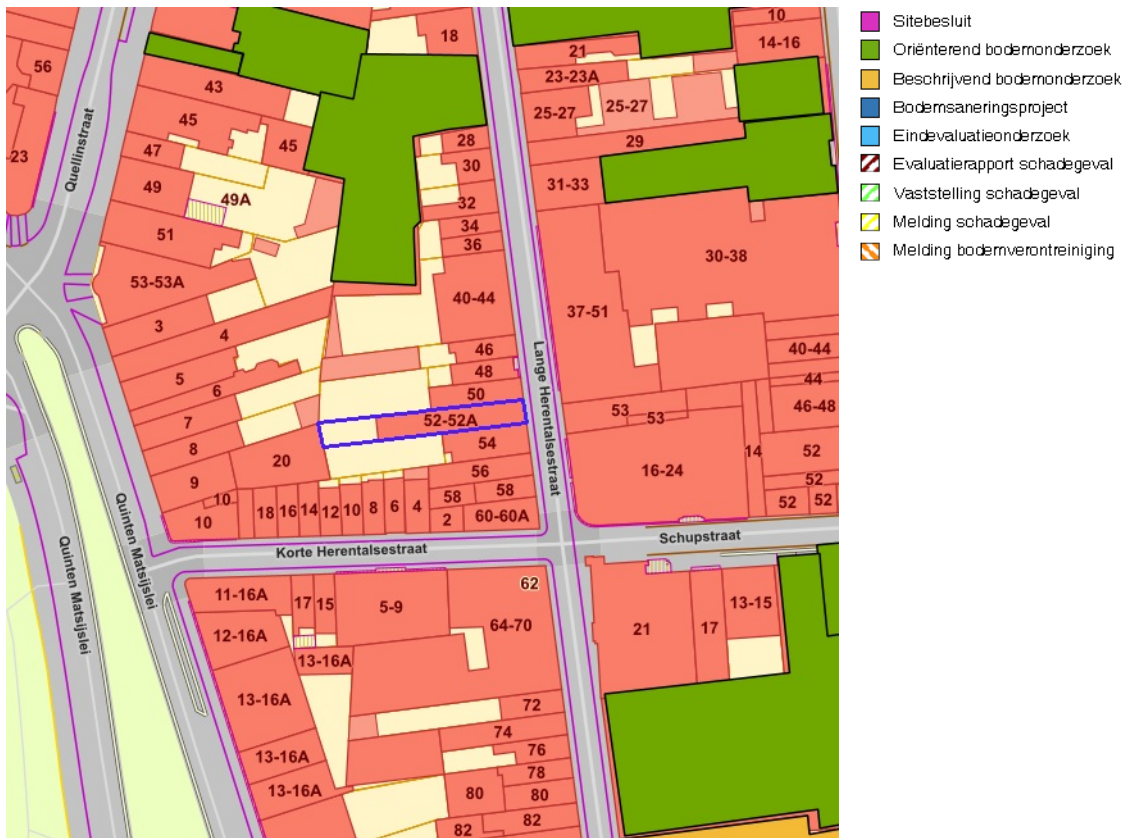 18
10
14-16
21
56
43
23-23A
25-27
25-27
45
45
47
28
30
29
49
49A
31-33
32
34
36
51
30-38
53-53A
40-44
37-51
3
4
46
48
40-44
44
5
6
50
46-48
7
52-52A
53
53
8
54
52
9
20
56
16-24
14
52
10
10
18
16
14
12
10
8
6
4
58
58
2
60-60A
52
52
-23
Quellinstraat
Lange Herentalsestraat
Quinten Matsijslei
Quinten Matsijslei
Korte Herentalsestraat
Schupstraat
62
11-16A
17
15
5-9
64-70
21
17
13-15
12-16A
13-16A
13-16A
13-16A
13-16A
72
74
76
78
80
80
82
82
Sitebesluit
Oriënterend bodemonderzoek
Beschrijvend bodemonderzoek
Bodemsaneringsproject
Eindevaluatieonderzoek
Evaluatierapport schadegeval
Vaststelling schadegeval
Melding schadegeval
Melding bodemverontreiniging